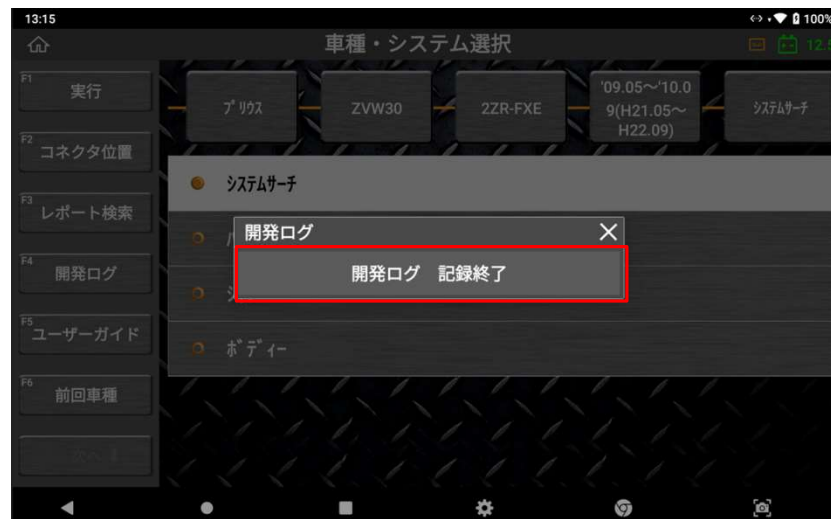 13:15
100%
車種・システム選択
12.5
F1 実行
F2 コネクタ位置
F3 レポート検索
F4 開発ログ
F5 ユーザーガイド
F6 前回車種
ﾌﾟﾘｳｽ
ZVW30
2ZR-FXE
'09.05～'10.0
9(H21.05～
H22.09)
ｼｽﾃﾑｻｰﾁ
ｼｽﾃﾑｻｰﾁ
開発ログ
開発ログ 記録終了
ﾎﾞﾃﾞｨｰ